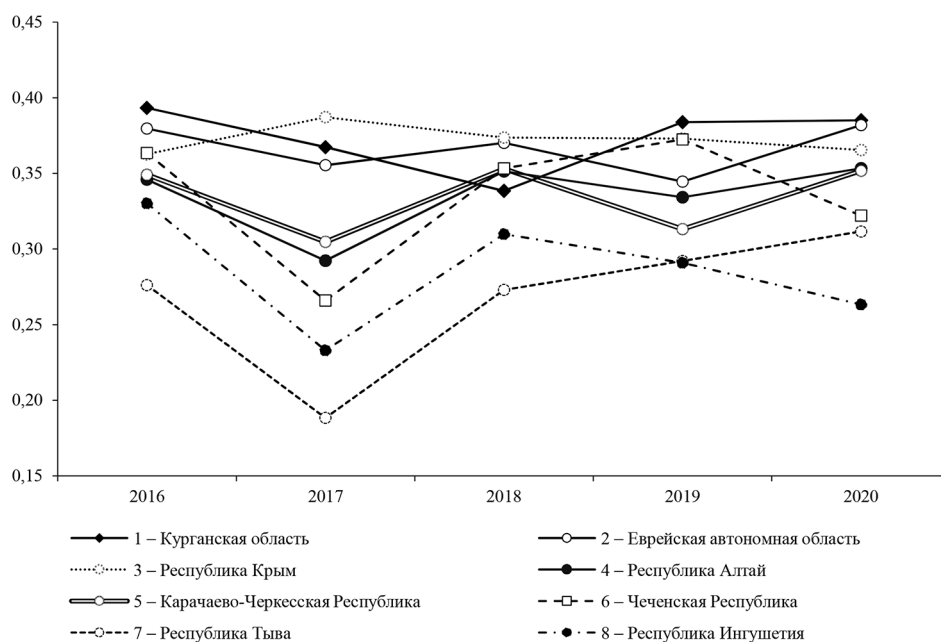 0,45
0,40
0,35
0,30
0,25
0,20
0,15
2016 2017 2018 2019 2020
1 – Курганская область 2 – Еврейская автономная область
3 – Республика Крым 4 – Республика Алтай
5 – Карачаево-Черкесская Республика 6 – Чеченская Республика
7 – Республика Тыва 8 – Республика Ингушетия